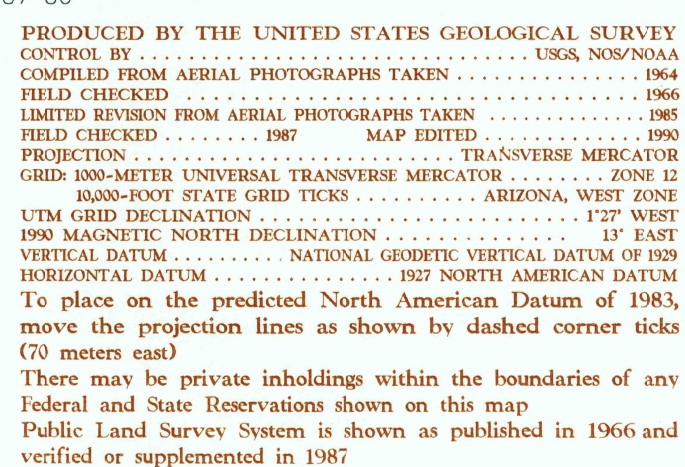 PRODUCED BY THE UNITED STATES GEOLOGICAL SURVEY
CONTROL BY . . . . . . . . . . . . . . . . . . . . . . . . . . . . . . . . . USGS, NOS/NOAA
COMPILED FROM AERIAL PHOTOGRAPHS TAKEN . . . . . . . . . . . . . . 1964
FIELD CHECKED . . . . . . . . . . . . . . . . . . . . . . . . . . . . . . . . . . . . . . . 1966
LIMITED REVISION FROM AERIAL PHOTOGRAPHS TAKEN . . . . . . . . . . . . . 1985
FIELD CHECKED . . . . . . . . 1987 MAP EDITED . . . . . . . . . . . . . 1990
PROJECTION . . . . . . . . . . . . . . . . . . . . . . . . . . . TRANSVERSE MERCATOR
GRID: 1000-METER UNIVERSAL TRANSVERSE MERCATOR . . . . . . . . ZONE 12
10,000-FOOT STATE GRID TICKS . . . . . . . . . . ARIZONA, WEST ZONE
UTM GRID DECLINATION . . . . . . . . . . . . . . . . . . . . . . . . . . . 1°27' WEST
1990 MAGNETIC NORTH DECLINATION . . . . . . . . . . . . . . . 13° EAST
VERTICAL DATUM . . . . . . . . . . NATIONAL GEODETIC VERTICAL DATUM OF 1929
HORIZONTAL DATUM . . . . . . . . . . . . . . . 1927 NORTH AMERICAN DATUM
To place on the predicted North American Datum of 1983,
move the projection lines as shown by dashed corner ticks
(70 meters east)
There may be private inholdings within the boundaries of any
Federal and State Reservations shown on this map
Public Land Survey System is shown as published in 1966 and
verified or supplemented in 1987